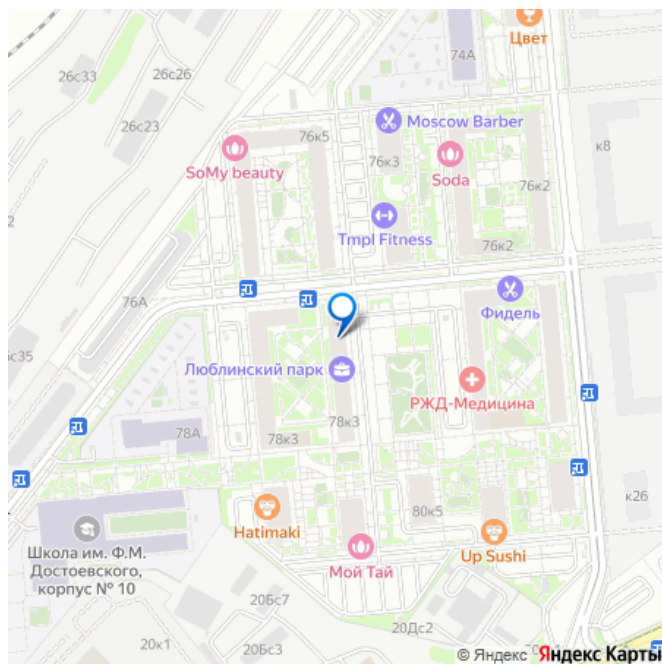 Цвет
74А
26с33
26с26
26с23
Moscow Barber
76к5
к8
76к3
SoMy beauty
Soda
76к2
Tmpl Fitness
76к2
76А
Фидель
с35
Люблинский парк
РЖД-Медицина
78к3
78А
78к3
к26
80к5
Hatimaki
Up Sushi
Школа им. Ф.М.
Достоевского,
корпус № 10
Мой Тай
20Бс7
20Дс2
20к1
20Бс3
© Яндекс Яндекс Карты